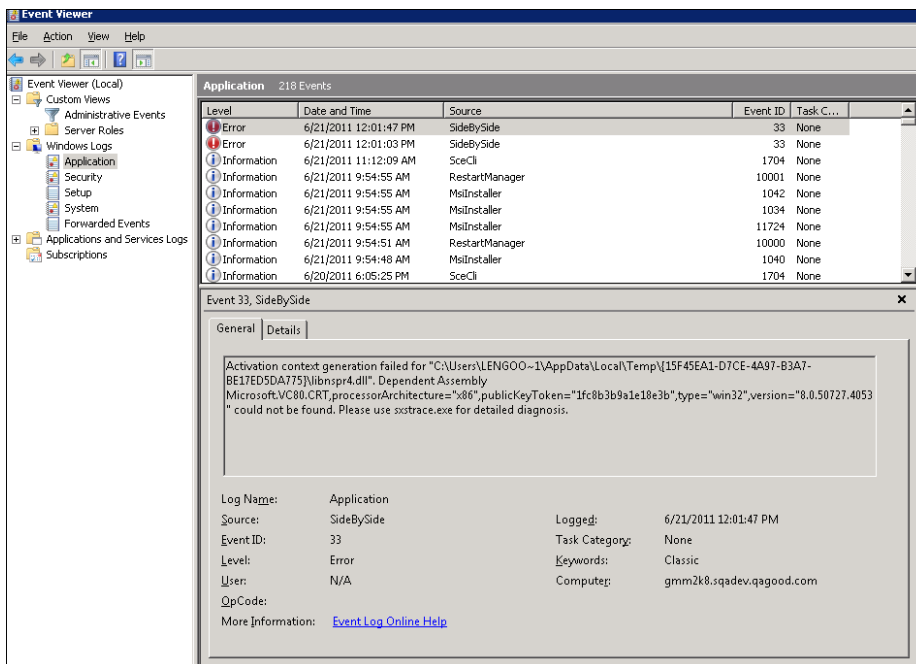 Event Viewer
File Action View Help
Event Viewer (Local)
Custom Views
Administrative Events
Server Roles
Windows Logs
Application
Security
Setup
System
Forwarded Events
Applications and Services Logs
Subscriptions
Application 218 Events
Level Date and Time Source Event ID Task C...
Error 6/21/2011 12:01:47 PM SideBySide 33 None
Error 6/21/2011 12:01:03 PM SideBySide 33 None
Information 6/21/2011 11:12:09 AM SceCli 1704 None
Information 6/21/2011 9:54:55 AM RestartManager 10001 None
Information 6/21/2011 9:54:55 AM MsiInstaller 1042 None
Information 6/21/2011 9:54:55 AM MsiInstaller 1034 None
Information 6/21/2011 9:54:55 AM MsiInstaller 11724 None
Information 6/21/2011 9:54:51 AM RestartManager 10000 None
Information 6/21/2011 9:54:48 AM MsiInstaller 1040 None
Information 6/20/2011 6:05:25 PM SceCli 1704 None
Event 33, SideBySide
General Details
Activation context generation failed for "C:\Users\LENGOO~1\AppData\Local\Temp\{15F45EA1-D7CE-4A97-B3A7-
BE17ED5DA775}\libnspr4.dll". Dependent Assembly
Microsoft.VC80.CRT,processorArchitecture="x86",publicKeyToken="1fc8b3b9a1e18e3b",type="win32",version="8.0.50727.4053
" could not be found. Please use sxstrace.exe for detailed diagnosis.
Log Name: Application
Source: SideBySide Logged: 6/21/2011 12:01:47 PM
Event ID: 33 Task Category: None
Level: Error Keywords: Classic
User: N/A Computer: gmm2k8.sqadev.qagood.com
OpCode:
More Information: Event Log Online Help